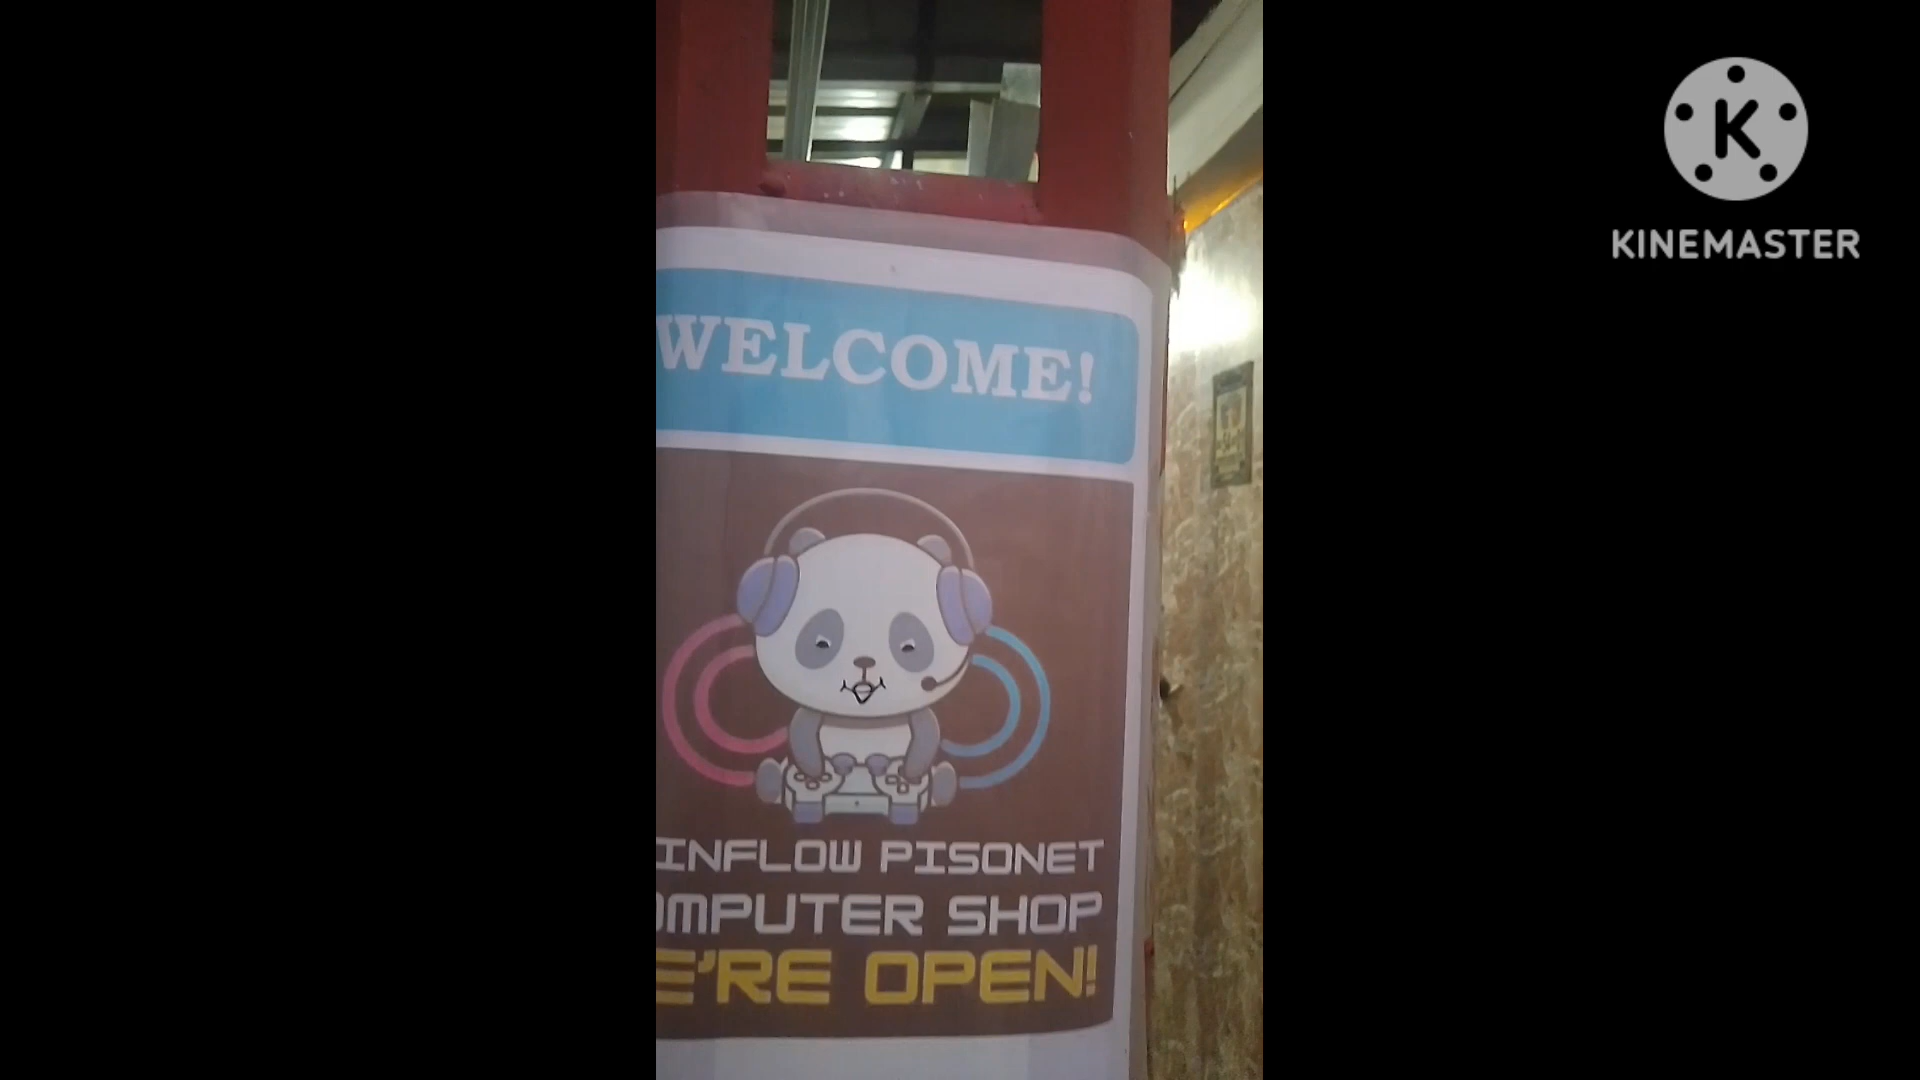 K
KINEMASTER
WELCOME!
INFLOW PISONET
OMPUTER SHOP
E'RE OPEN!